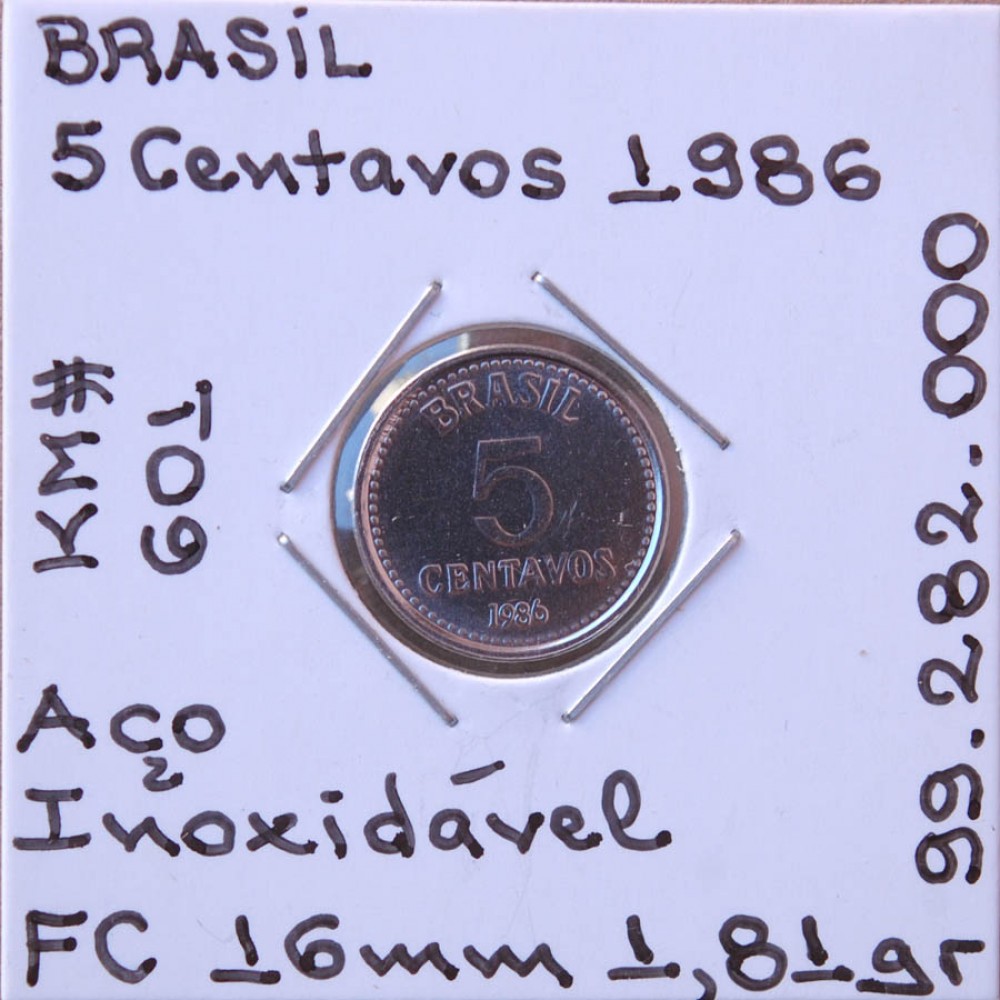 BRASIL
5 Centavos 1986
KM#
601
BRASIL
5
CENTAVOS
1986
99.282.000
Aço
Inoxidável
FC 16mm 1,81gr